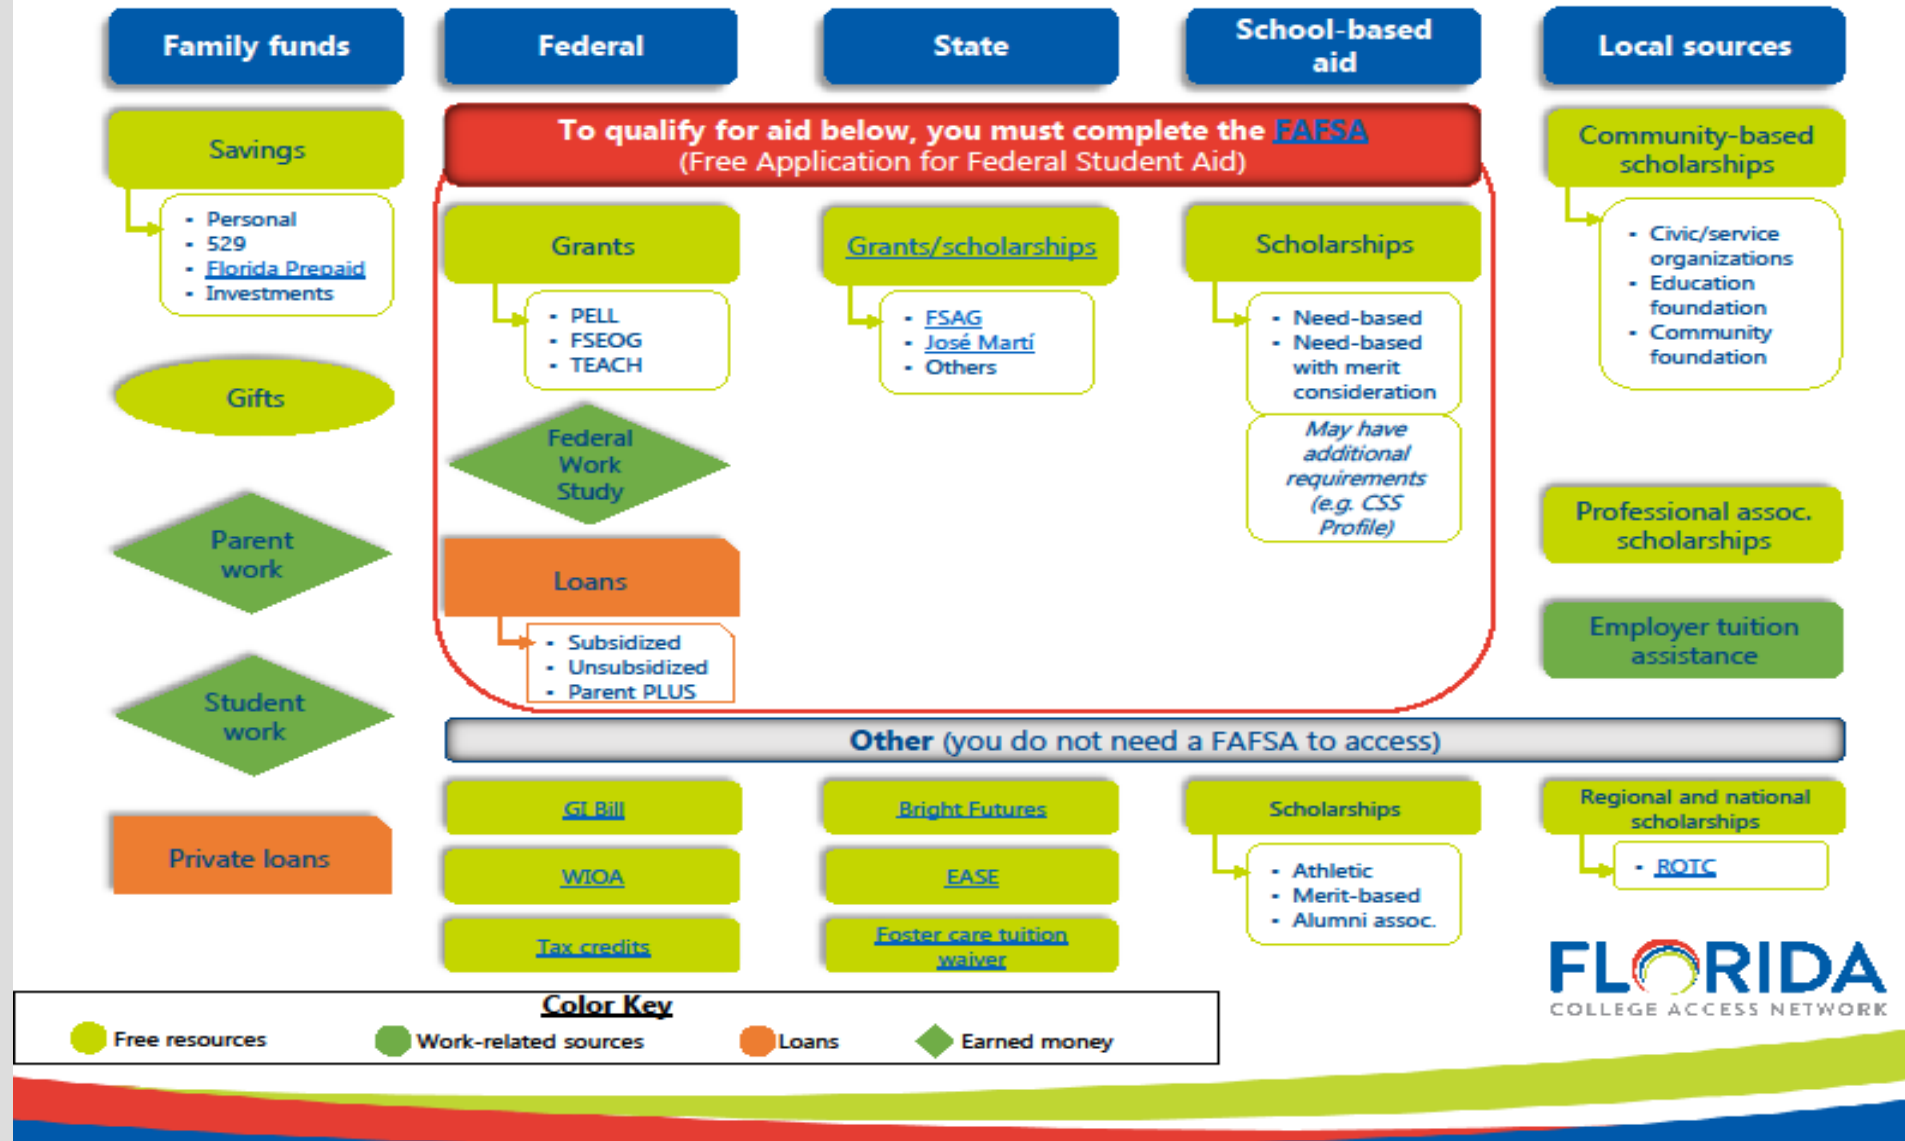 Family funds
Federal
State
School-based
aid
Local sources
Savings
• Personal
• 529
• Florida Prepaid
• Investments
Gifts
Parent
work
Student
work
Private loans
To qualify for aid below, you must complete the FAFSA
(Free Application for Federal Student Aid)
Grants
• PELL
• FSEOG
• TEACH
Federal
Work
Study
Loans
• Subsidized
• Unsubsidized
• Parent PLUS
Grants/scholarships
• FSAG
• José Martí
• Others
Scholarships
• Need-based
• Need-based
with merit
consideration
May have
additional
requirements
(e.g. CSS
Profile)
Community-based
scholarships
• Civic/service
organizations
• Education
foundation
• Community
foundation
Professional assoc.
scholarships
Employer tuition
assistance
Other (you do not need a FAFSA to access)
GI Bill
WIOA
Tax credits
Bright Futures
EASE
Foster care tuition
waiver
Scholarships
• Athletic
• Merit-based
• Alumni assoc.
Regional and national
scholarships
• ROTC
FLORIDA
COLLEGE ACCESS NETWORK
Color Key
Free resources
Work-related sources
Loans
Earned money